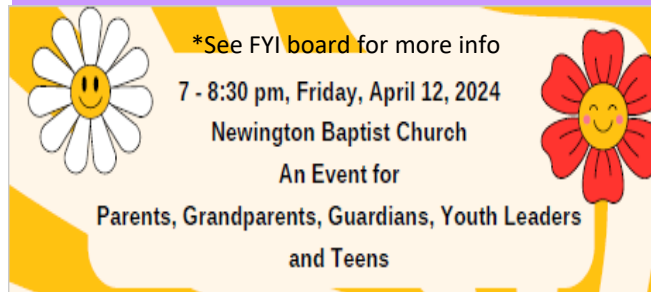 *See FYI board for more info
7 - 8:30 pm, Friday, April 12, 2024
Newington Baptist Church
An Event for
Parents, Grandparents, Guardians, Youth Leaders
and Teens